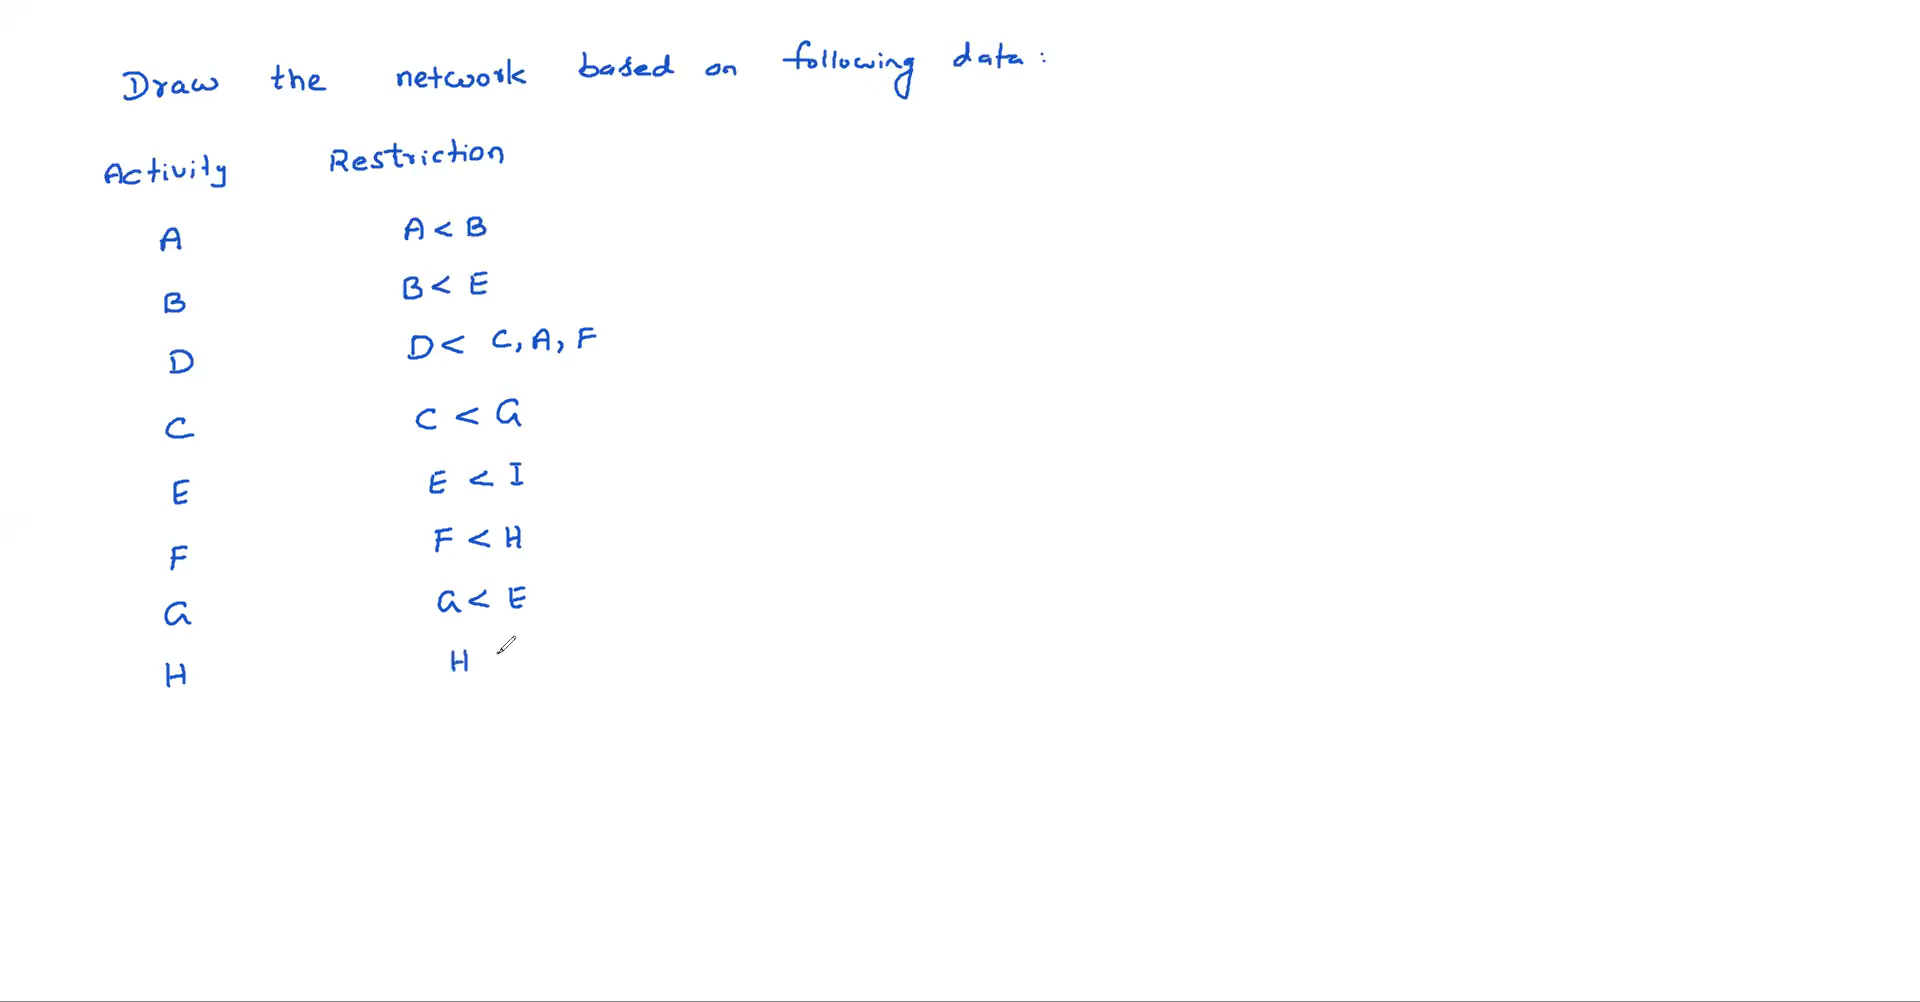 Draw the network based on following data:
Activity Restriction
A A < B
B B < E
D D < C, A, F
C C < G
E E < I
F F < H
G G < E
H H